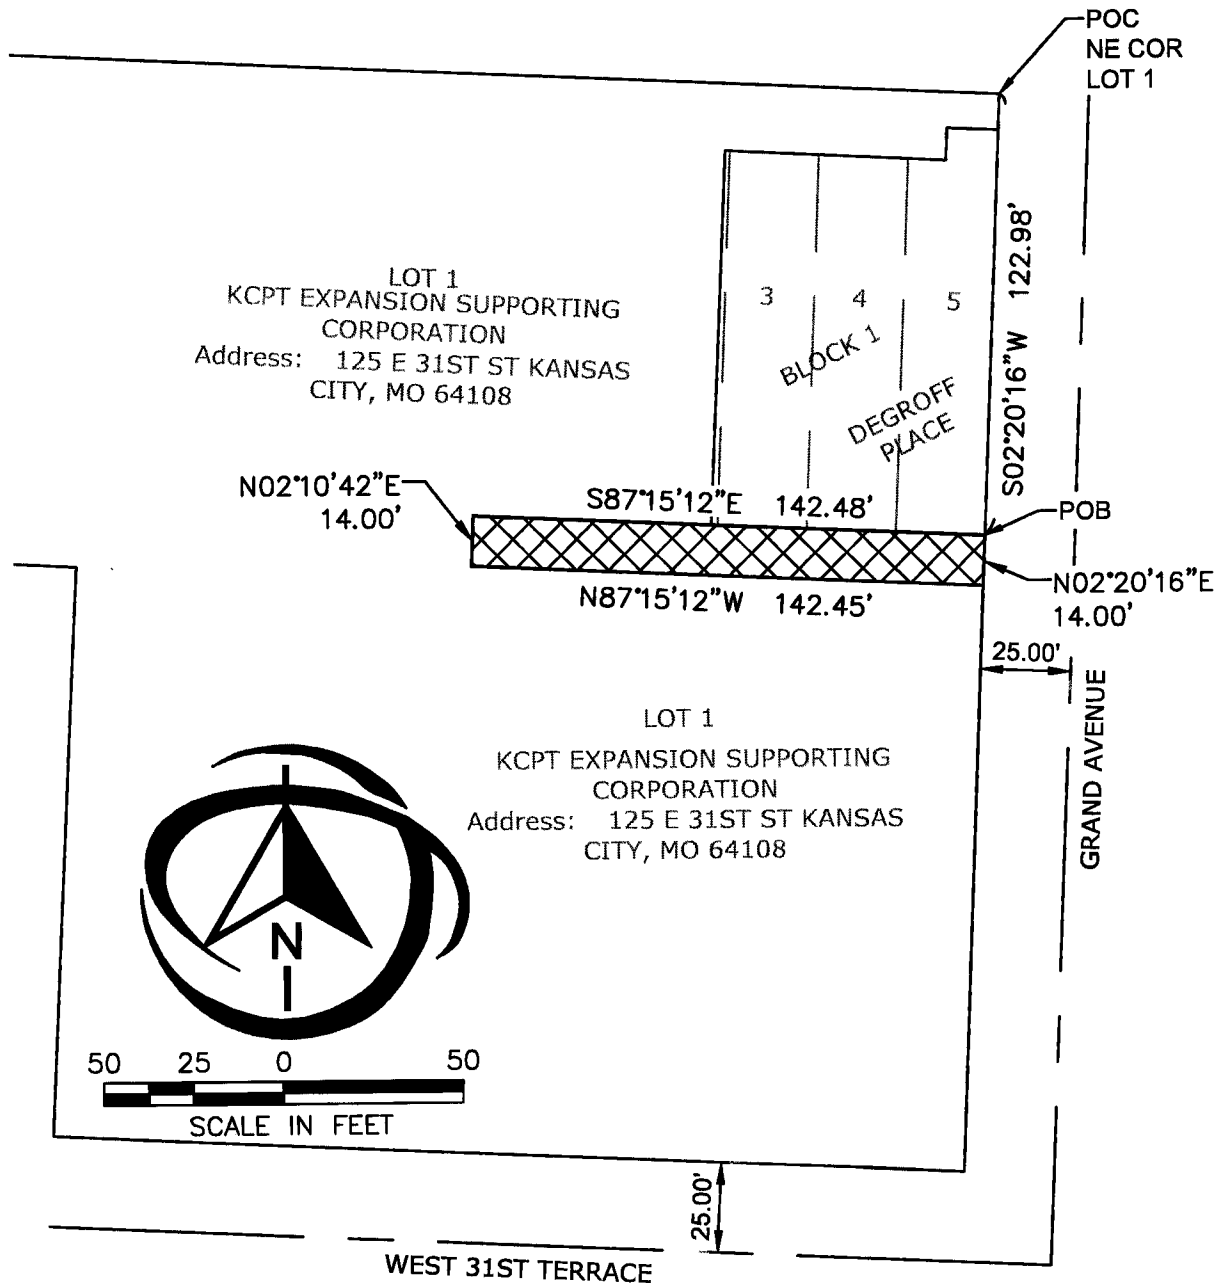 POC
NE COR
LOT 1
S02°20'16"W 122.98'
LOT 1
KCPT EXPANSION SUPPORTING
CORPORATION
Address: 125 E 31ST ST KANSAS
CITY, MO 64108
3 4 5
BLOCK 1
DEGROFF
PLACE
N02°10'42"E
14.00'
S87°15'12"E 142.48'
POB
N87°15'12"W 142.45'
N02°20'16"E
14.00'
25.00'
GRAND AVENUE
LOT 1
KCPT EXPANSION SUPPORTING
CORPORATION
Address: 125 E 31ST ST KANSAS
CITY, MO 64108
N
50 25 0 50
SCALE IN FEET
25.00'
WEST 31ST TERRACE